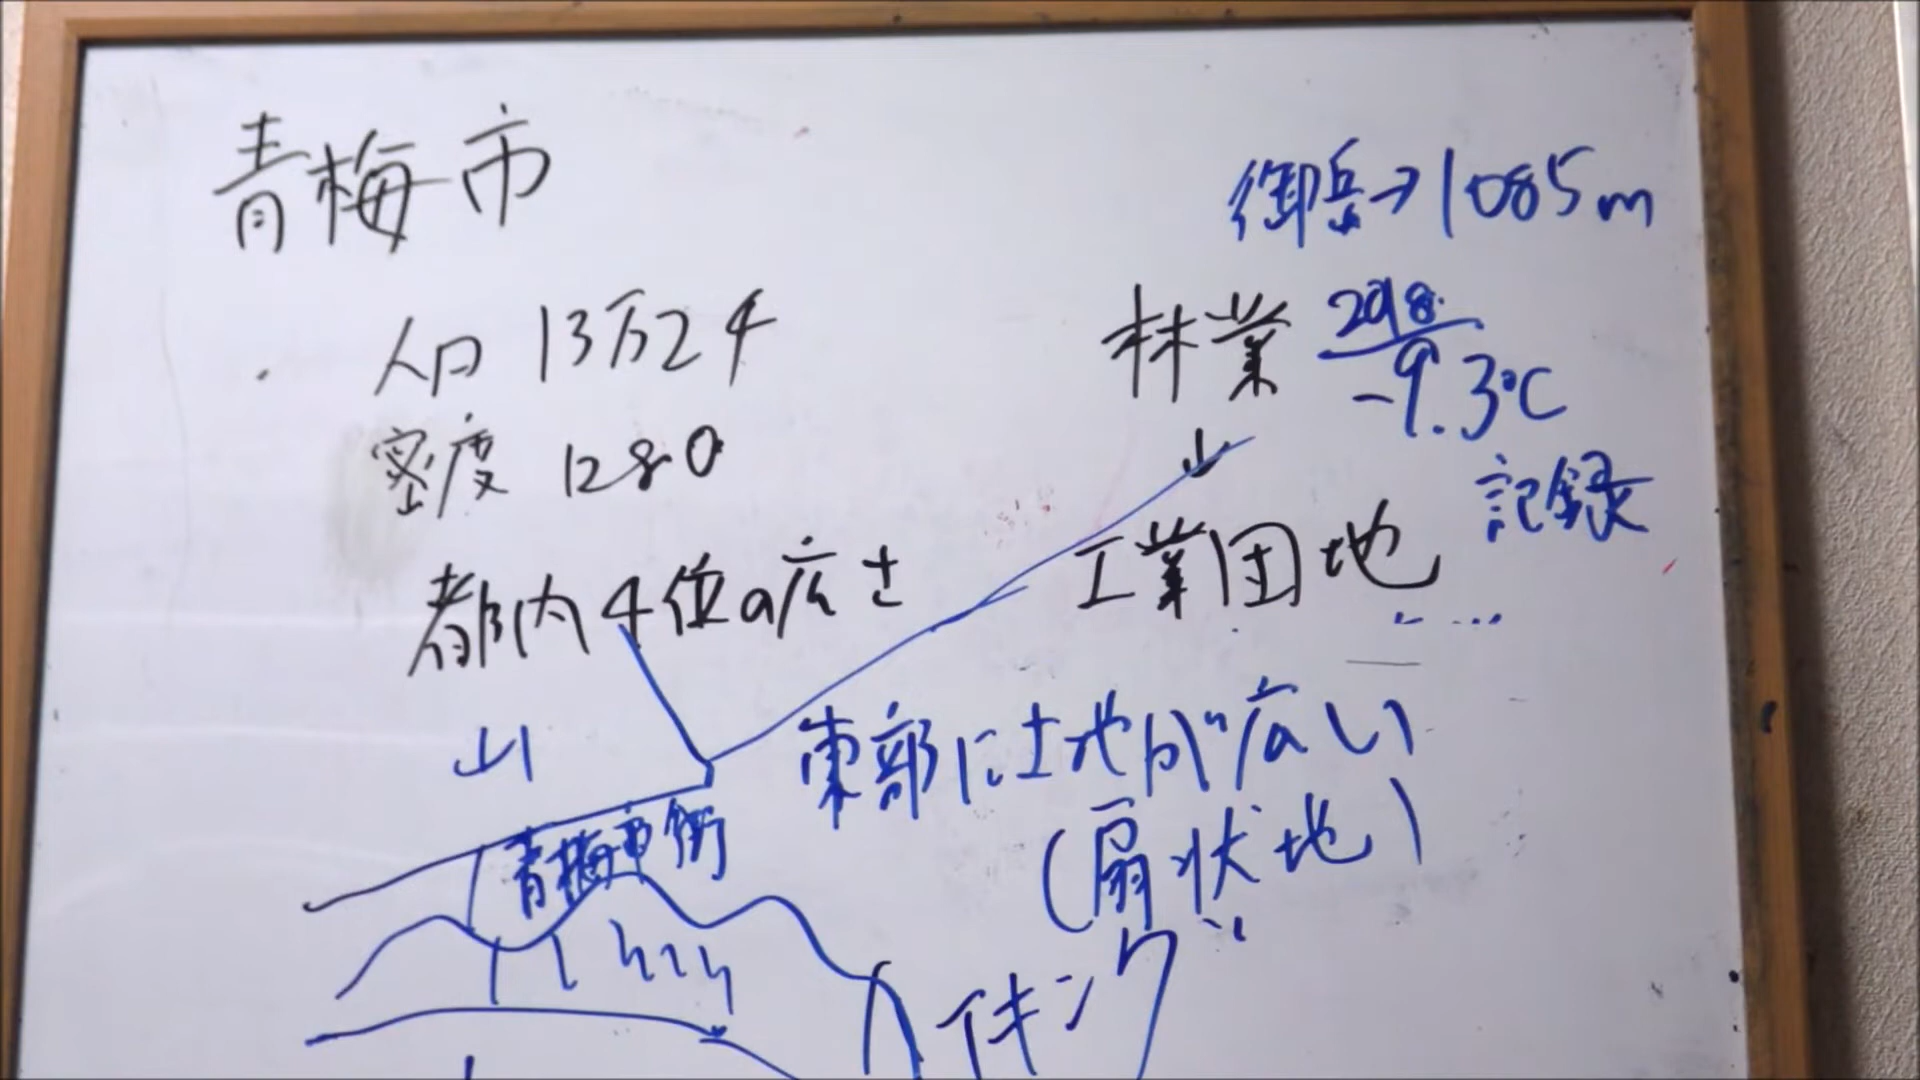 青梅市
人口 13万2千
密度 1280
都内4位の広さ
御岳→1085m
林業
2018
-9.3℃
記録
↓
工業団地
東部に土地が広い
(扇状地)
山
青梅市街
ハイキング